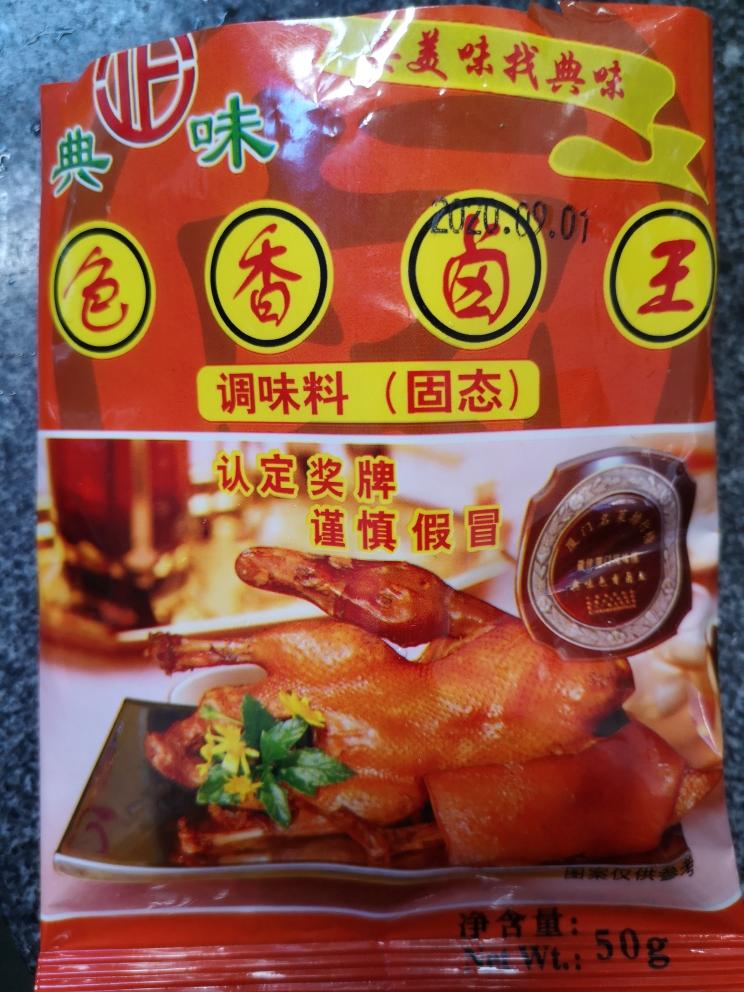 美味找典味
典味
2020.09.01
色香卤王
调味料（固态）
认定奖牌
谨慎假冒
图案仅供参考
净含量：
Net Wt.: 50g